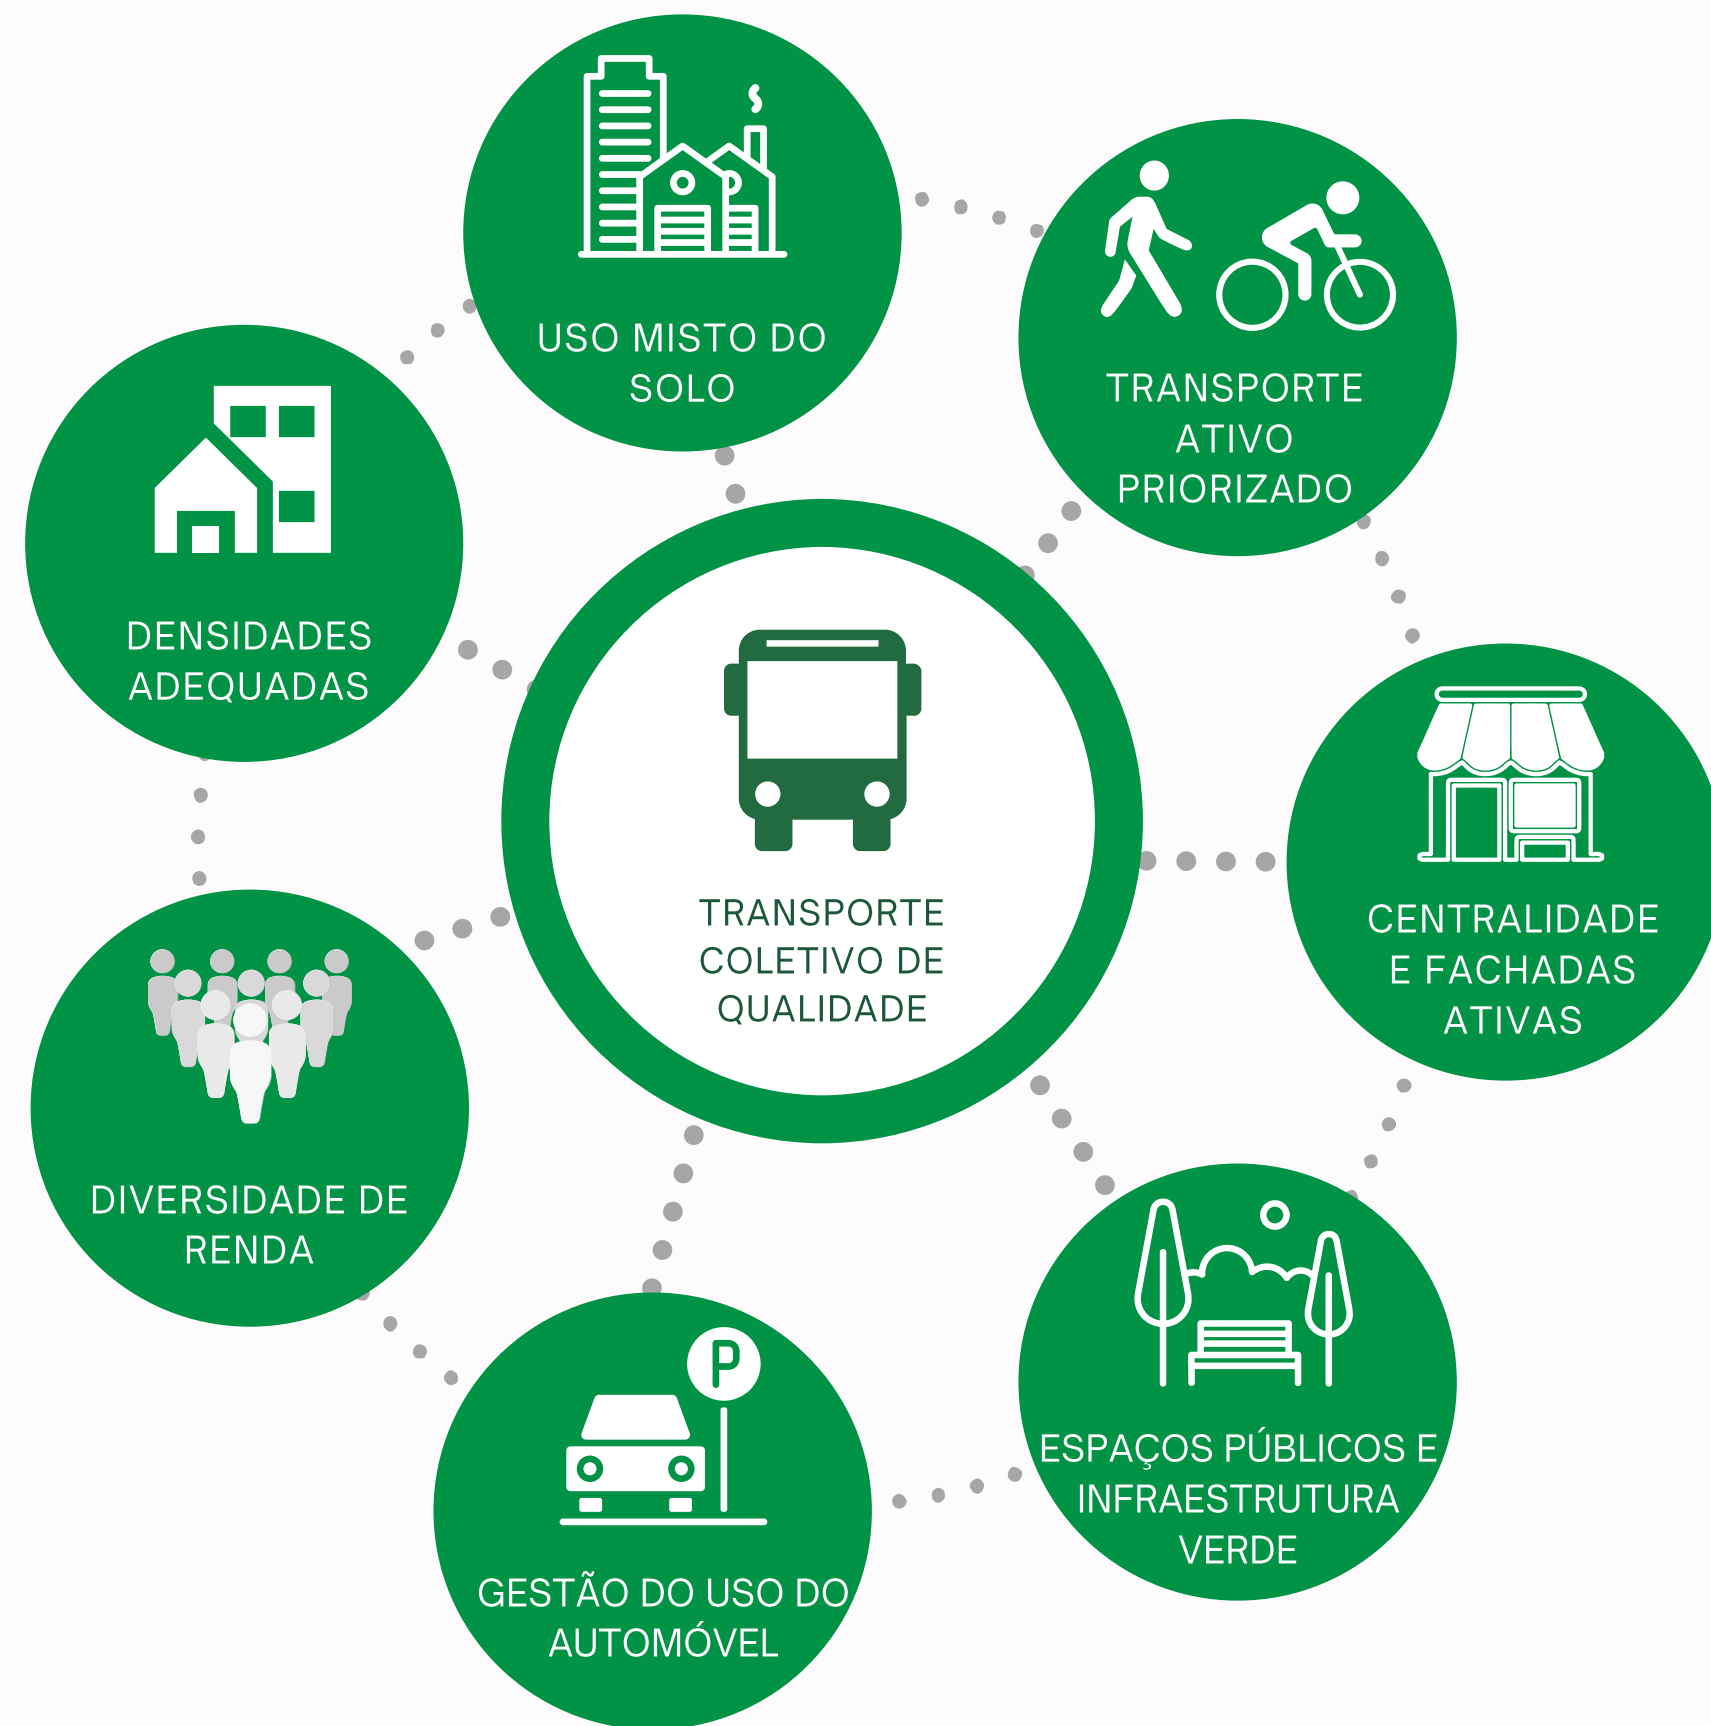 USO MISTO DO
SOLO
TRANSPORTE
ATIVO
PRIORIZADO
DENSIDADES
ADEQUADAS
TRANSPORTE
COLETIVO DE
QUALIDADE
CENTRALIDADE
E FACHADAS
ATIVAS
DIVERSIDADE DE
RENDA
P
ESPAÇOS PÚBLICOS E
INFRAESTRUTURA
VERDE
GESTÃO DO USO DO
AUTOMÓVEL